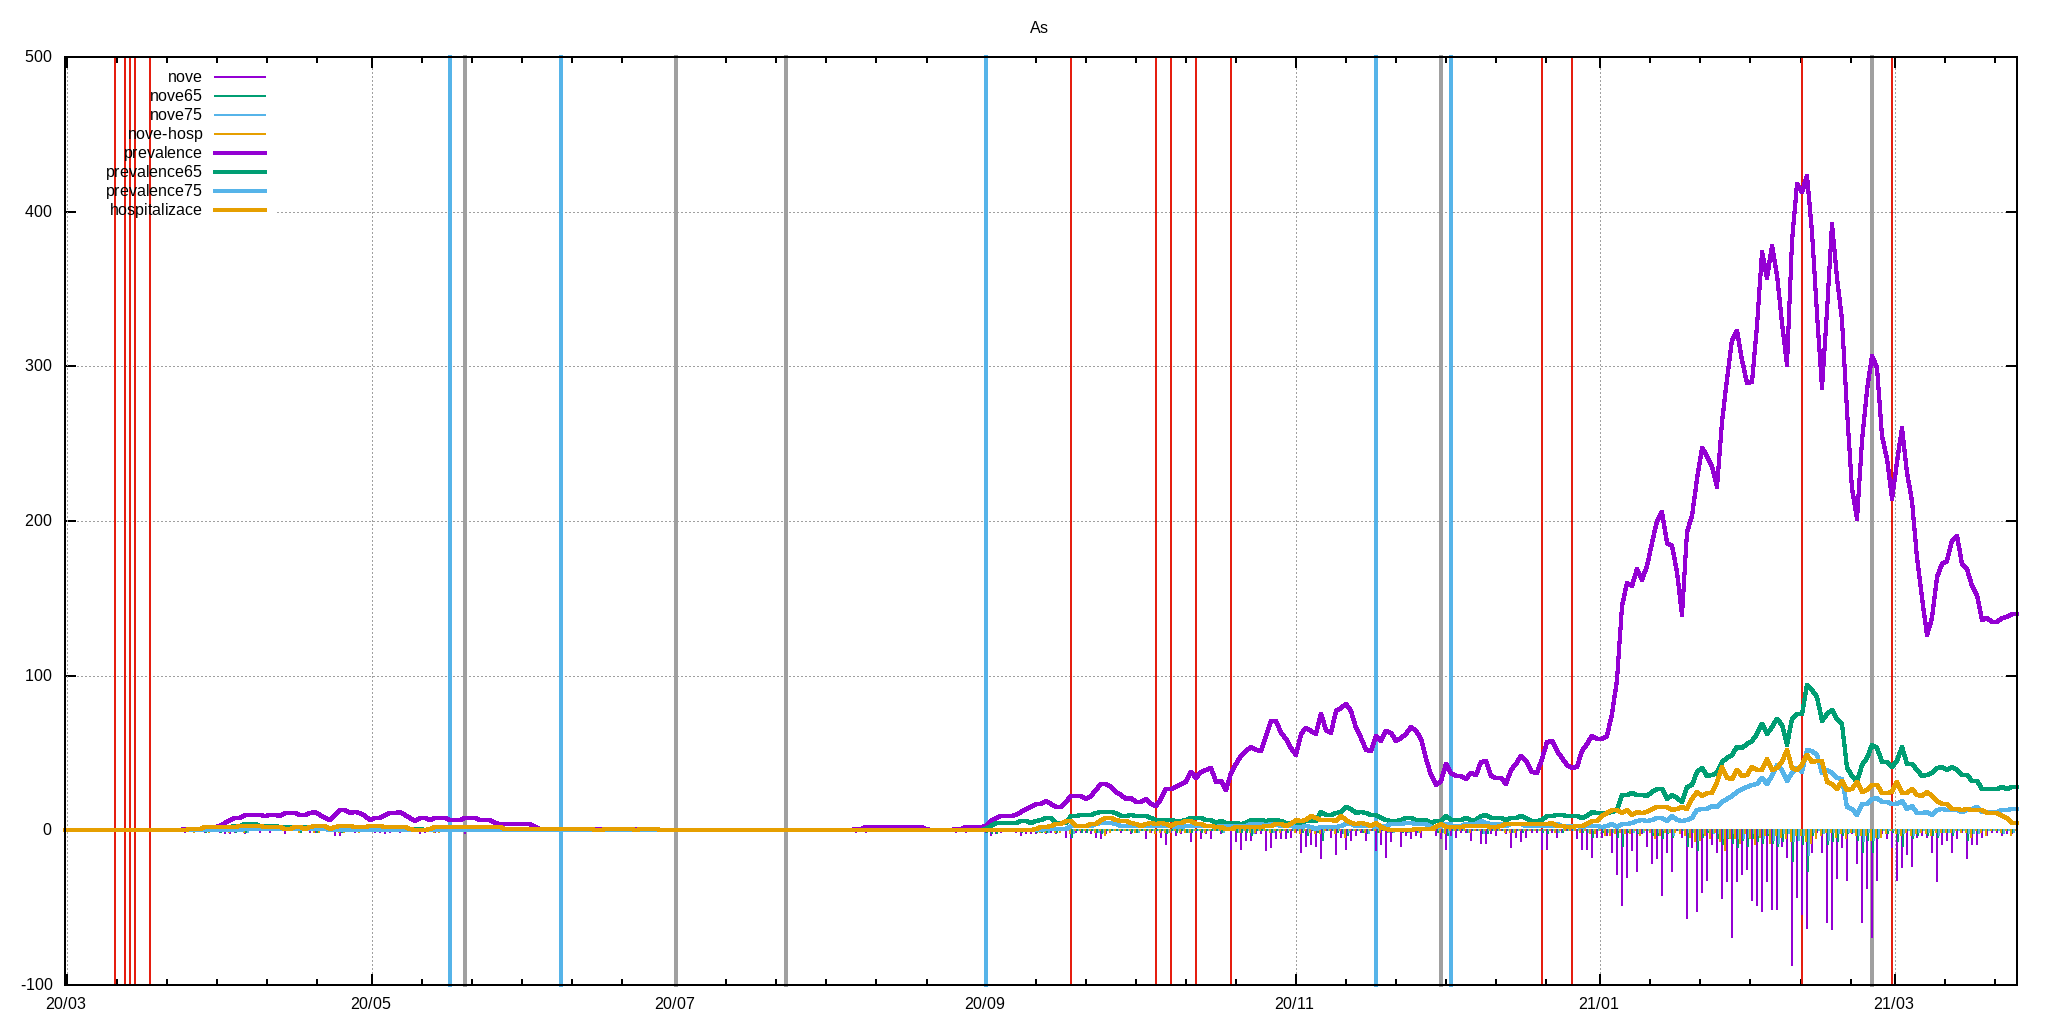 As
500
nove
nove65
nove75
nove-hosp
prevalence
prevalence65
prevalence75
hospitalizace
400
300
200
100
0
-100
20/03 20/05 20/07 20/09 20/11 21/01 21/03